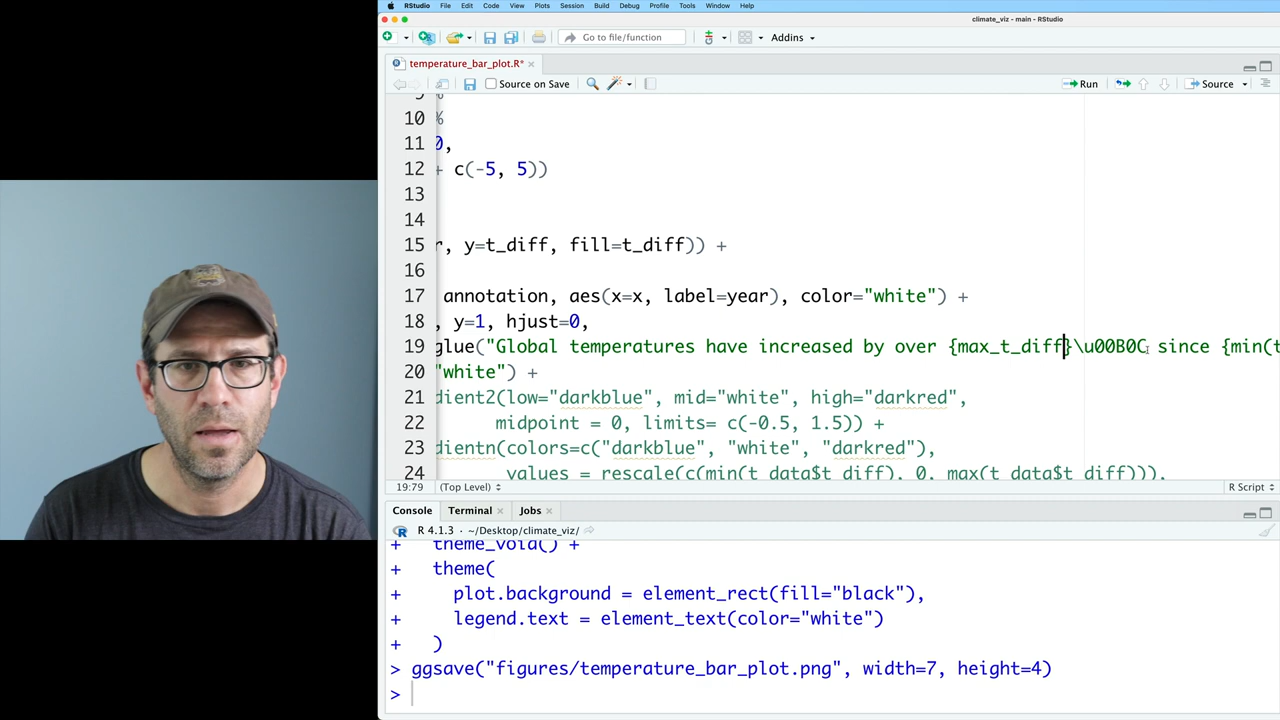 RStudio File Edit Code View Plots Session Build Debug Profile Tools Window Help
climate_viz - main - RStudio
Go to file/function Addins
temperature_bar_plot.R*
Source on Save Run Source
9 %
10 %
11 0,
12 + c(-5, 5))
13
14
15 r, y=t_diff, fill=t_diff)) +
16
17 annotation, aes(x=x, label=year), color="white") +
18 , y=1, hjust=0,
19 glue("Global temperatures have increased by over {max_t_diff}\u00B0C since {min(t
20 "white") +
21 dient2(low="darkblue", mid="white", high="darkred",
22 midpoint = 0, limits= c(-0.5, 1.5)) +
23 dientn(colors=c("darkblue", "white", "darkred"),
24 values = rescale(c(min(t_data$t_diff), 0, max(t_data$t_diff))),
19:79 (Top Level) R Script
Console Terminal Jobs
R 4.1.3 · ~/Desktop/climate_viz/
+ theme_void() +
+ theme(
+ plot.background = element_rect(fill="black"),
+ legend.text = element_text(color="white")
+ )
> ggsave("figures/temperature_bar_plot.png", width=7, height=4)
>